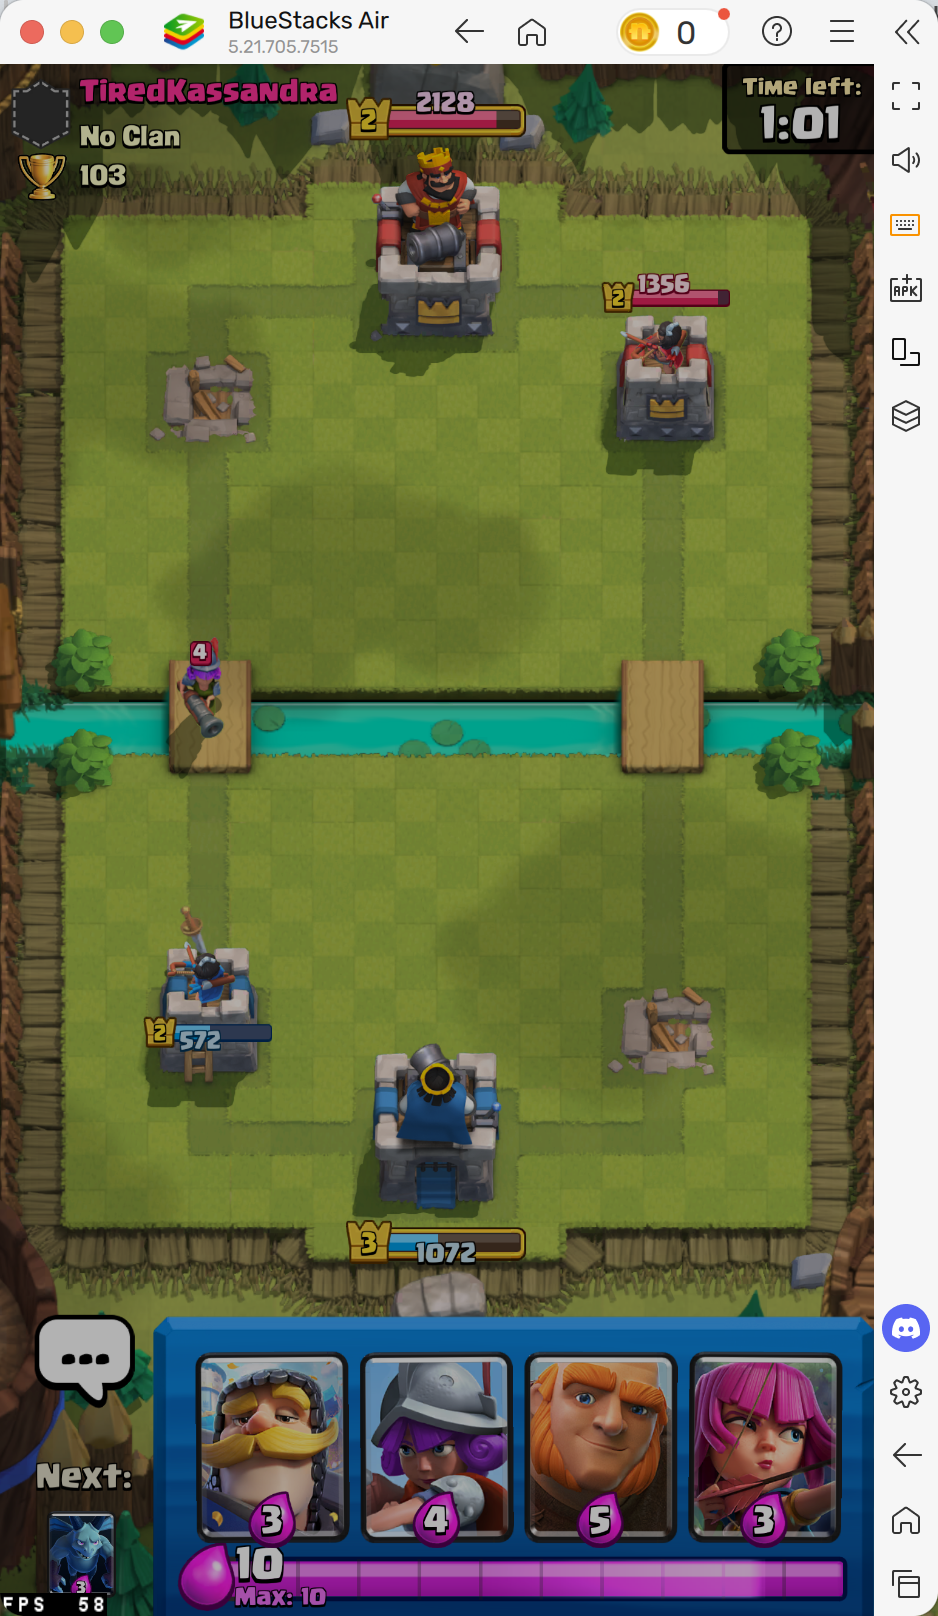 BlueStacks Air
5.21.705.7515
0
TiredKassandra
No Clan
103
2
2128
Time left:
1:01
2
1356
APK
4
2
572
3
1072
...
3
4
5
3
Next:
3
10
Max: 10
FPS 58